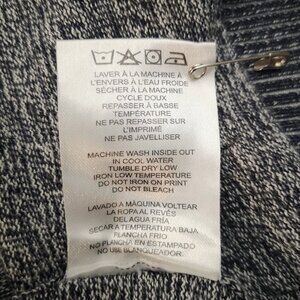 LAVER À LA MACHINE À
L'ENVERS À L'EAU FROIDE
SÉCHER À LA MACHINE
CYCLE DOUX
REPASSER À BASSE
TEMPÉRATURE
NE PAS REPASSER SUR
L'IMPRIMÉ
NE PAS JAVELLISER
MACHINE WASH INSIDE OUT
IN COOL WATER
TUMBLE DRY LOW
IRON LOW TEMPERATURE
DO NOT IRON ON PRINT
DO NOT BLEACH
LAVADO A MÁQUINA VOLTEAR
LA ROPA AL REVÉS
DEL AGUA FRÍA
SECAR A TEMPERATURA BAJA
PLANCHA FRÍO
NO PLANCHA EN ESTAMPADO
NO USE BLANQUEADOR.